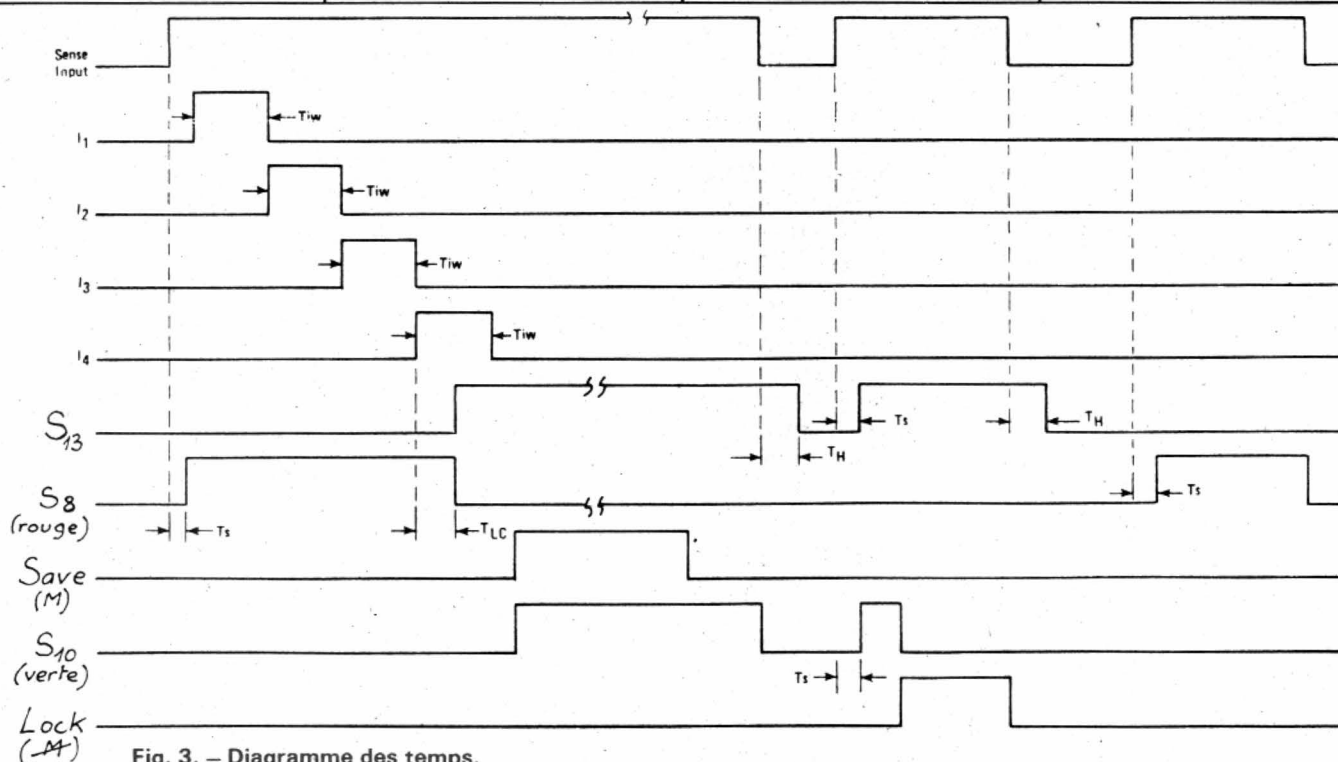 Sense
Input
I1
Tiw
I2
Tiw
I3
Tiw
I4
Tiw
S13
Ts
TH
TH
S8
(rouge)
Ts
TLC
Ts
Save
(M)
S10
(verte)
Ts
Lock
Fig. 3. — Diagramme des temps.